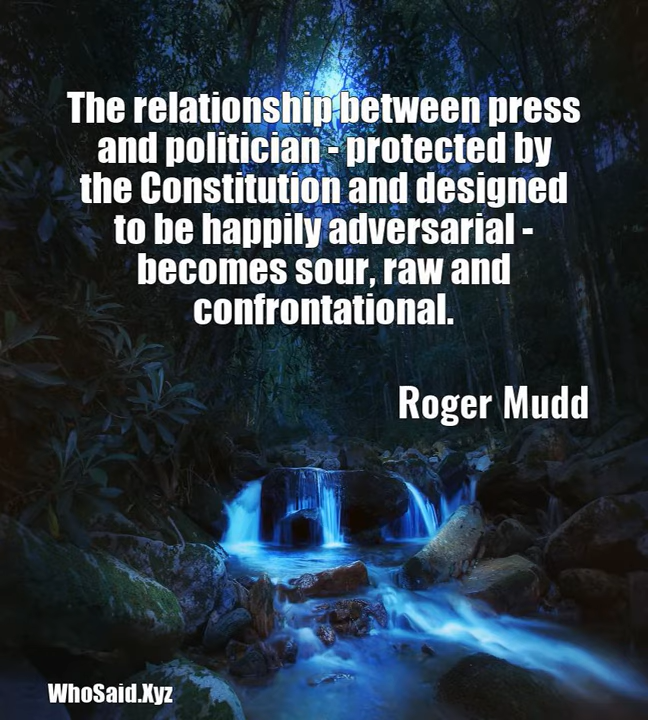 The relationship between press
and politician - protected by
the Constitution and designed
to be happily adversarial -
becomes sour, raw and
confrontational.
Roger Mudd
WhoSaid.Xyz